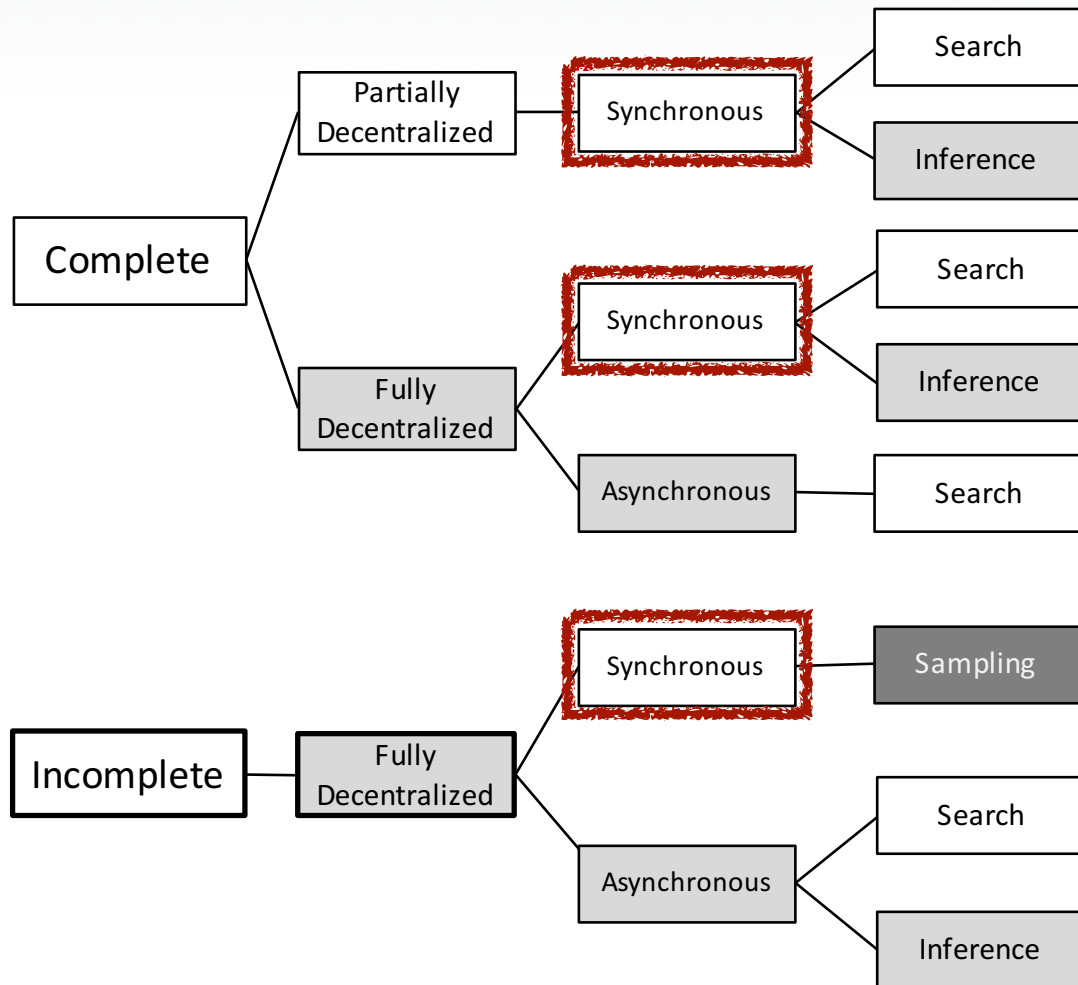 Search
Partially
Decentralized
Synchronous
Inference
Complete
Search
Synchronous
Inference
Fully
Decentralized
Asynchronous
Search
Synchronous
Sampling
Incomplete
Fully
Decentralized
Search
Asynchronous
Inference